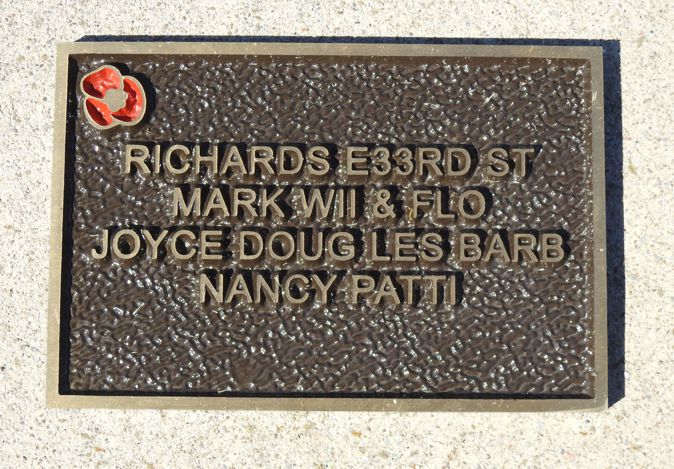 RICHARDS E33RD ST
MARK WII & FLO
JOYCE DOUG LES BARB
NANCY PATTI